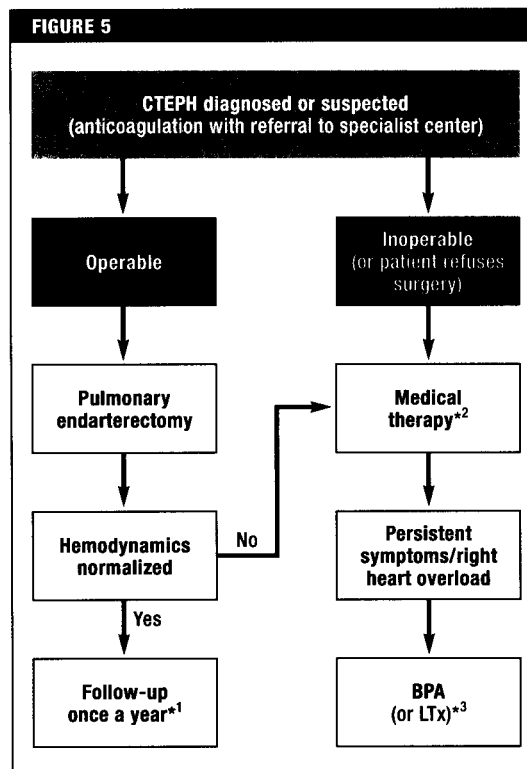 FIGURE 5
CTEPH diagnosed or suspected
(anticoagulation with referral to specialist center)
Operable
Inoperable
(or patient refuses
surgery)
Pulmonary
endarterectomy
Medical
therapy*2
Hemodynamics
normalized
No
Persistent
symptoms/right
heart overload
Yes
Follow-up
once a year*1
BPA
(or LTx)*3